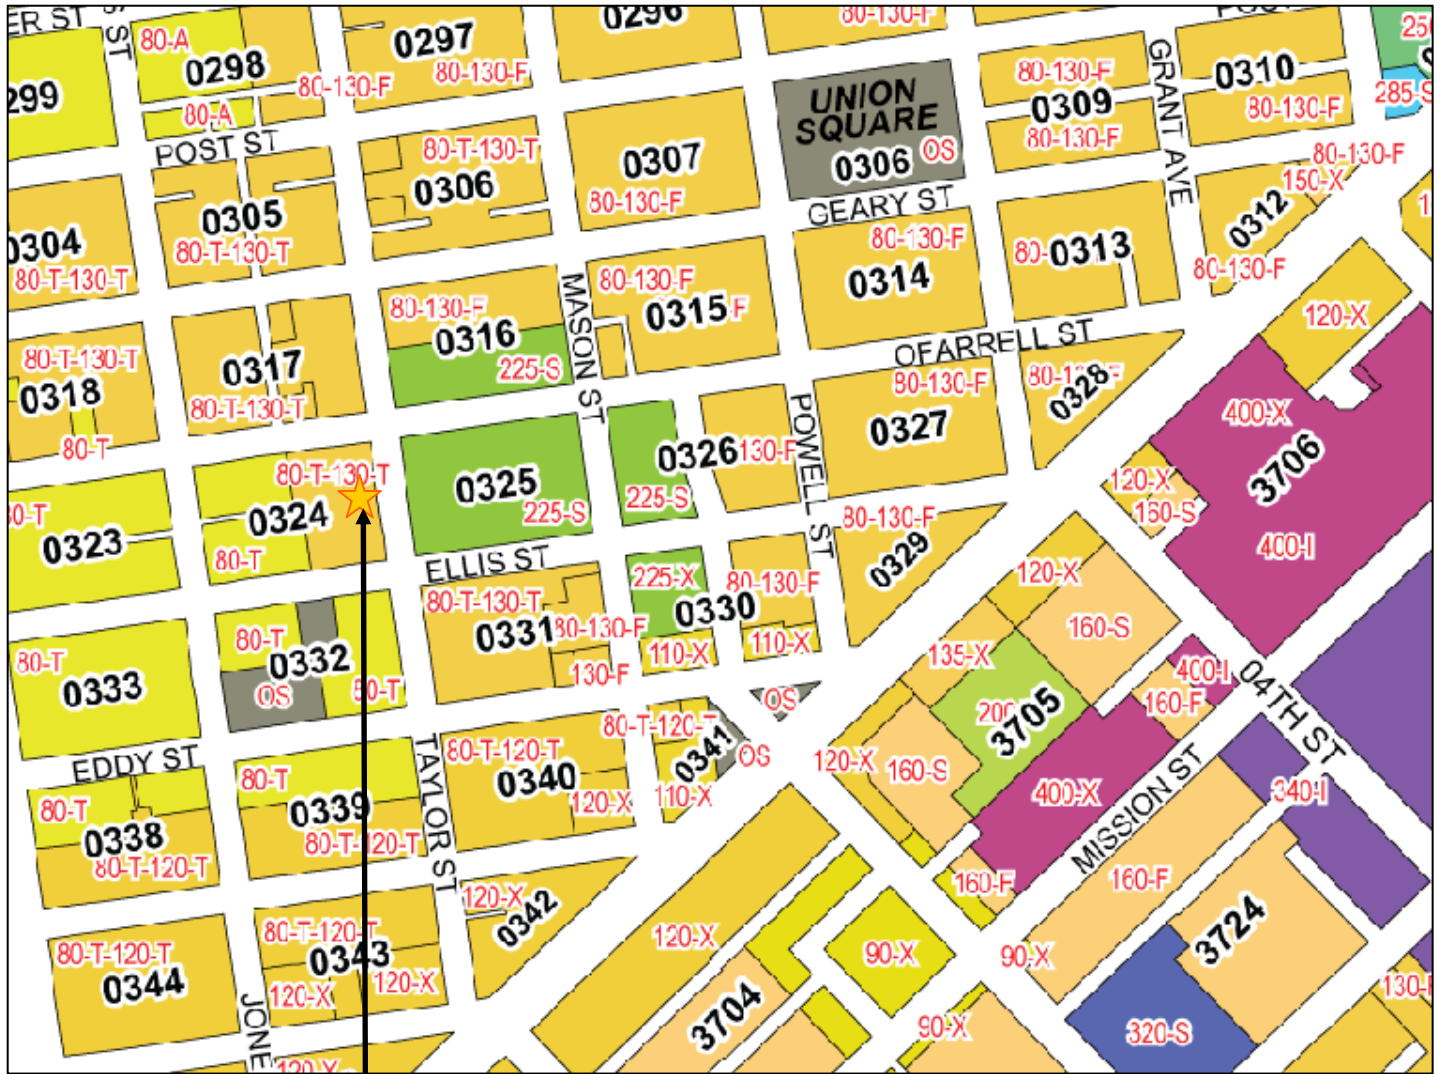 ER ST
ST
80-A
0298
80-A
0297
80-130-F
80-130-F
0296
80-130-F
299
POST ST
UNION
SQUARE
0306
OS
80-130-F
0309
80-130-F
GRANT AVE
0310
80-130-F
285-S
0304
80-T-130-T
0305
80-T-130-T
80-T-130-T
0306
0307
80-130-F
GEARY ST
80-130-F
0314
80-
0313
0312
150-X
80-130-F
80-130-F
80-T-130-T
0318
80-T
0317
80-T-130-T
80-130-F
0316
225-S
MASON ST
80-130-F
0315
F
OFARRELL ST
80-130-F
0327
0328
120-X
400-X
3706
400-I
0-T
0323
80-T-130-T
0324
80-T
0325
225-S
0326
130-F
225-S
POWELL ST
80-130-F
0329
120-X
160-S
ELLIS ST
80-T
0333
80-T
0332
OS
50-T
80-T-130-T
0331
80-130-F
130-F
225-X
0330
110-X
80-130-F
110-X
120-X
160-S
135-X
3705
400-I
160-F
04TH ST
EDDY ST
80-T
0338
80-T-120-T
80-T
0339
80-T-120-T
TAYLOR ST
80-T-120-T
0340
120-X
80-T-120-T
0341
110-X
OS
OS
120-X
160-S
400-X
MISSION ST
340-I
160-F
160-F
80-T-120-T
0344
80-T-120-T
0343
120-X
120-X
120-X
0342
120-X
3704
90-X
90-X
90-X
3724
320-S
130-F
JONE
120-X